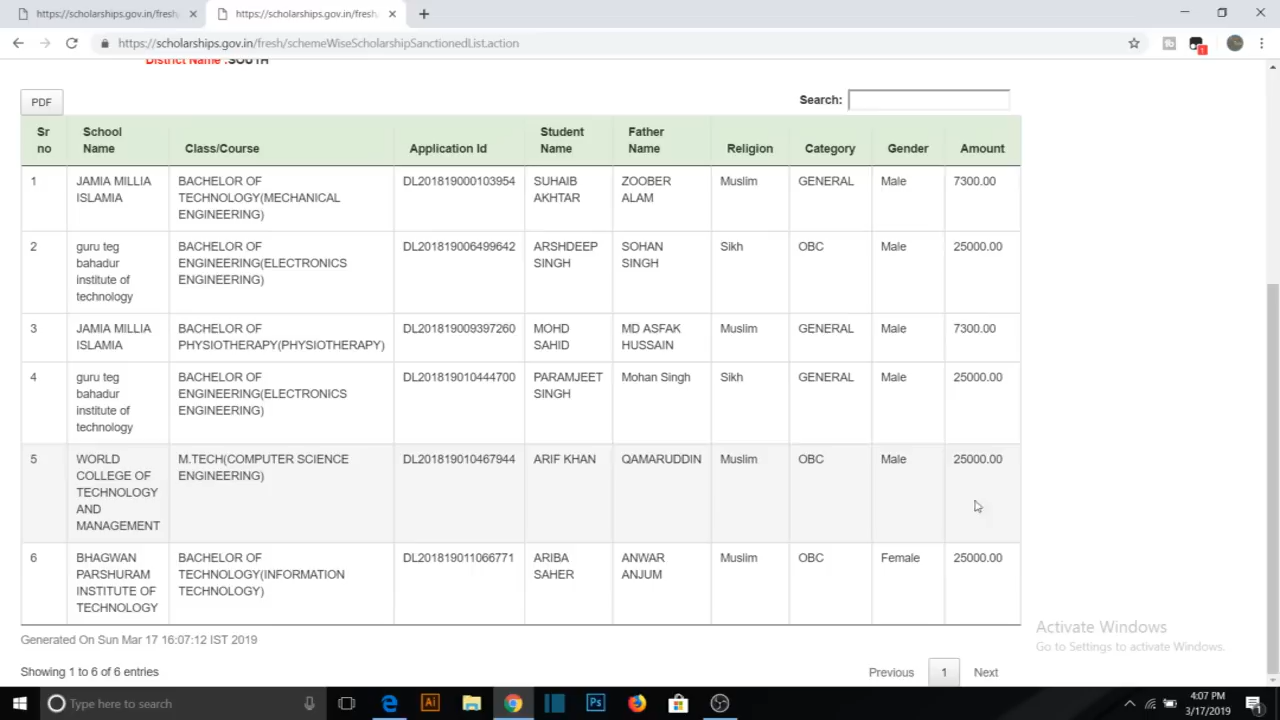 https://scholarships.gov.in/fresh
https://scholarships.gov.in/fresh
https://scholarships.gov.in/fresh/schemeWiseScholarshipSanctionedList.action
1
District Name :SOUTH
PDF
Search:
Sr no School Name Class/Course Application Id Student Name Father Name Religion Category Gender Amount
1 JAMIA MILLIA ISLAMIA BACHELOR OF TECHNOLOGY(MECHANICAL ENGINEERING) DL201819000103954 SUHAIB AKHTAR ZOOBER ALAM Muslim GENERAL Male 7300.00
2 guru teg bahadur institute of technology BACHELOR OF ENGINEERING(ELECTRONICS ENGINEERING) DL201819006499642 ARSHDEEP SINGH SOHAN SINGH Sikh OBC Male 25000.00
3 JAMIA MILLIA ISLAMIA BACHELOR OF PHYSIOTHERAPY(PHYSIOTHERAPY) DL201819009397260 MOHD SAHID MD ASFAK HUSSAIN Muslim GENERAL Male 7300.00
4 guru teg bahadur institute of technology BACHELOR OF ENGINEERING(ELECTRONICS ENGINEERING) DL201819010444700 PARAMJEET SINGH Mohan Singh Sikh GENERAL Male 25000.00
5 WORLD COLLEGE OF TECHNOLOGY AND MANAGEMENT M.TECH(COMPUTER SCIENCE ENGINEERING) DL201819010467944 ARIF KHAN QAMARUDDIN Muslim OBC Male 25000.00
6 BHAGWAN PARSHURAM INSTITUTE OF TECHNOLOGY BACHELOR OF TECHNOLOGY(INFORMATION TECHNOLOGY) DL201819011066771 ARIBA SAHER ANWAR ANJUM Muslim OBC Female 25000.00
Generated On Sun Mar 17 16:07:12 IST 2019
Showing 1 to 6 of 6 entries
Previous 1 Next
Activate Windows
Go to Settings to activate Windows.
Type here to search
Ai
Ps
4:07 PM
3/17/2019
1